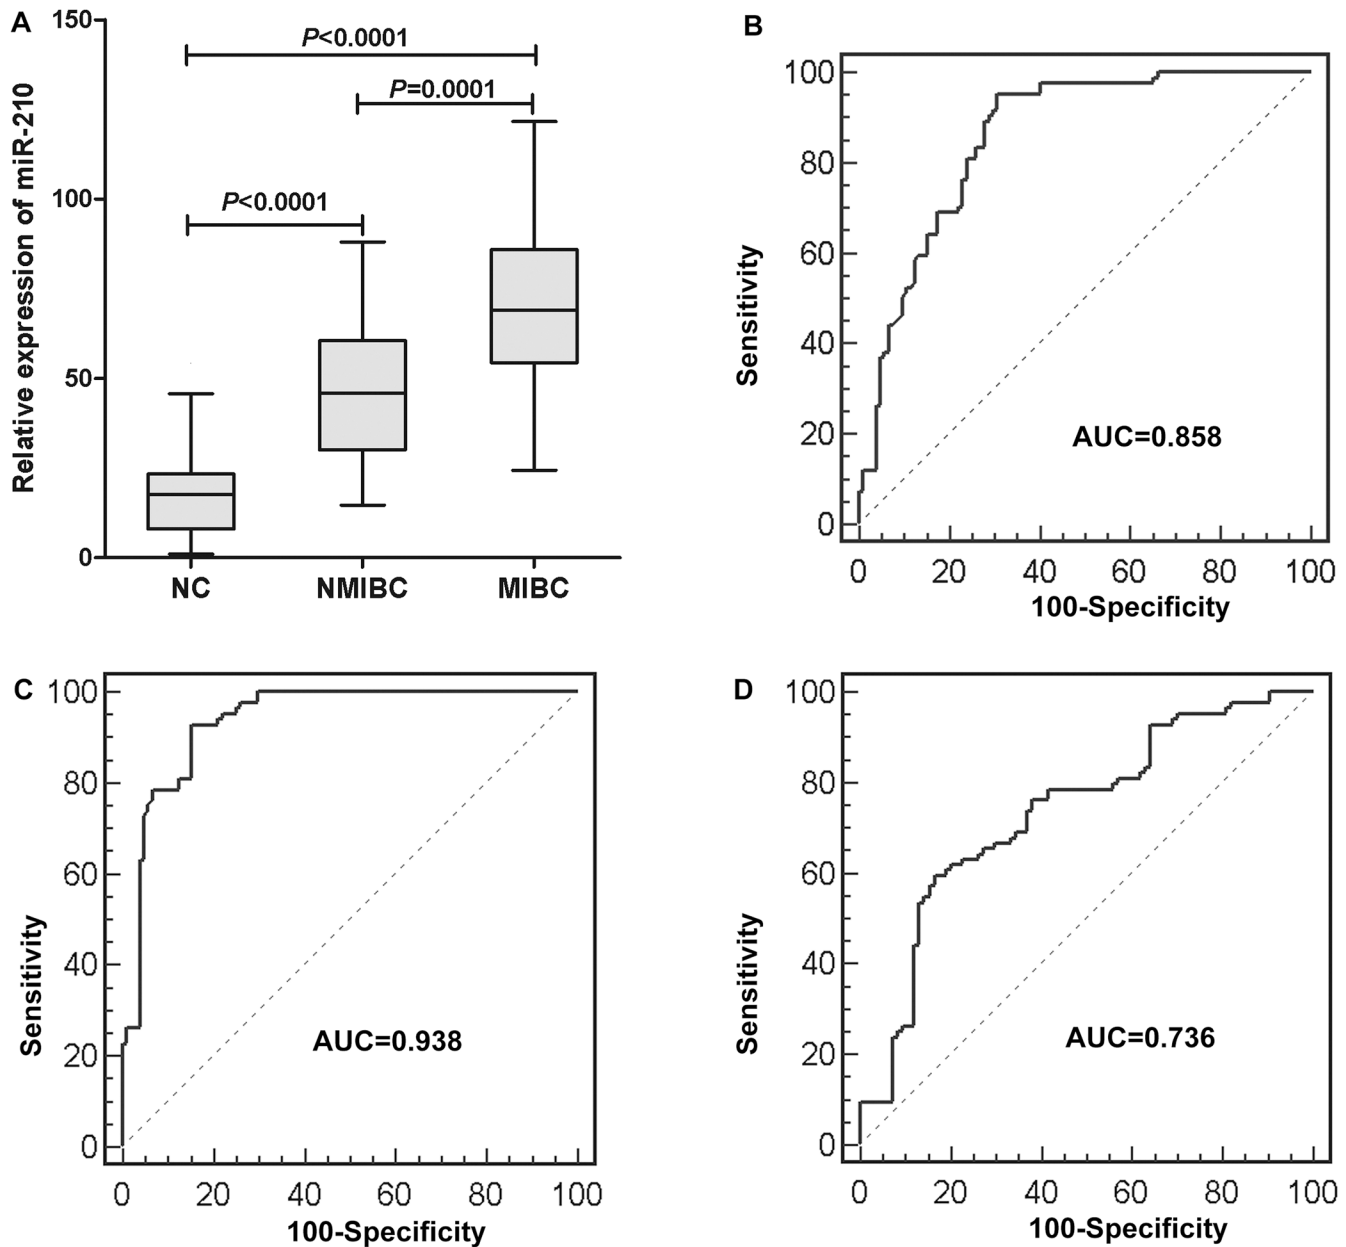 A
Relative expression of miR-210
150
100
50
0
P<0.0001
P=0.0001
P<0.0001
NC NMIBC MIBC
B
Sensitivity
100
80
60
40
20
0
AUC=0.858
0 20 40 60 80 100
100-Specificity
C
Sensitivity
100
80
60
40
20
0
AUC=0.938
0 20 40 60 80 100
100-Specificity
D
Sensitivity
100
80
60
40
20
0
AUC=0.736
0 20 40 60 80 100
100-Specificity